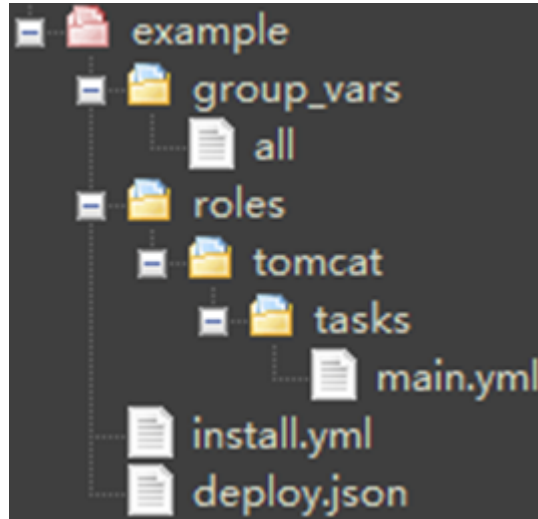 example
group_vars
all
roles
tomcat
tasks
main.yml
install.yml
deploy.json